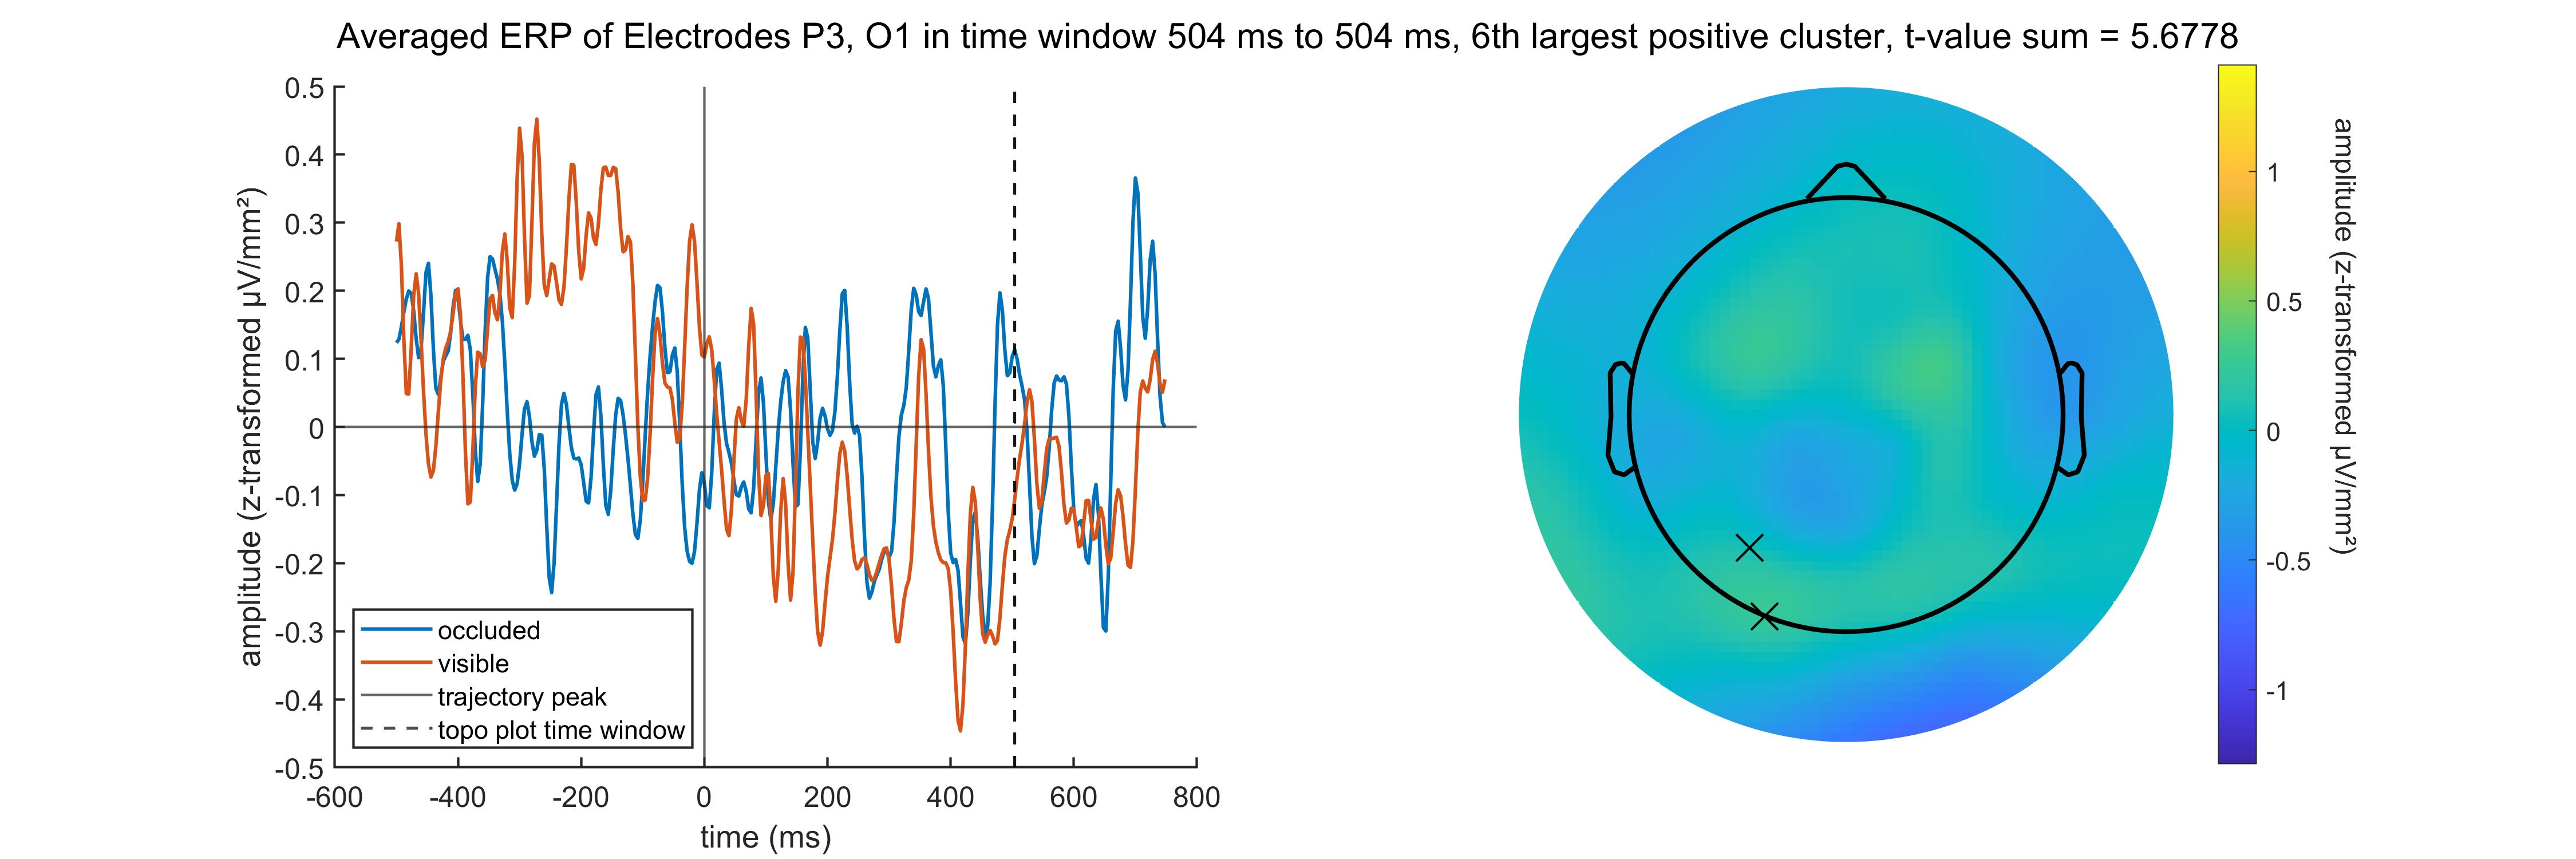 Averaged ERP of Electrodes P3, O1 in time window 504 ms to 504 ms, 6th largest positive cluster, t-value sum = 5.6778
amplitude (z-transformed µV/mm²)
0.5
0.4
0.3
0.2
0.1
0
-0.1
-0.2
-0.3
-0.4
-0.5
occluded
visible
trajectory peak
topo plot time window
-600 -400 -200 0 200 400 600 800
time (ms)
1
0.5
0
-0.5
-1
amplitude (z-transformed µV/mm²)